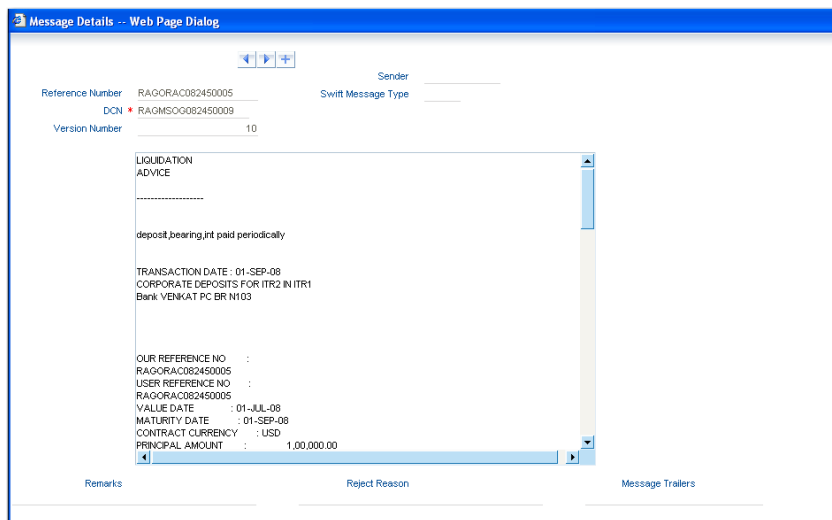 Message Details -- Web Page Dialog
Sender
Reference Number RAGORAC082450005 Swift Message Type
DCN * RAGMSOG082450009
Version Number 10
LIQUIDATION
ADVICE
-------------------
deposit,bearing,int paid periodically
TRANSACTION DATE : 01-SEP-08
CORPORATE DEPOSITS FOR ITR2 IN ITR1
Bank VENKAT PC BR N103
OUR REFERENCE NO :
RAGORAC082450005
USER REFERENCE NO :
RAGORAC082450005
VALUE DATE : 01-JUL-08
MATURITY DATE : 01-SEP-08
CONTRACT CURRENCY : USD
PRINCIPAL AMOUNT : 1,00,000.00
Remarks Reject Reason Message Trailers